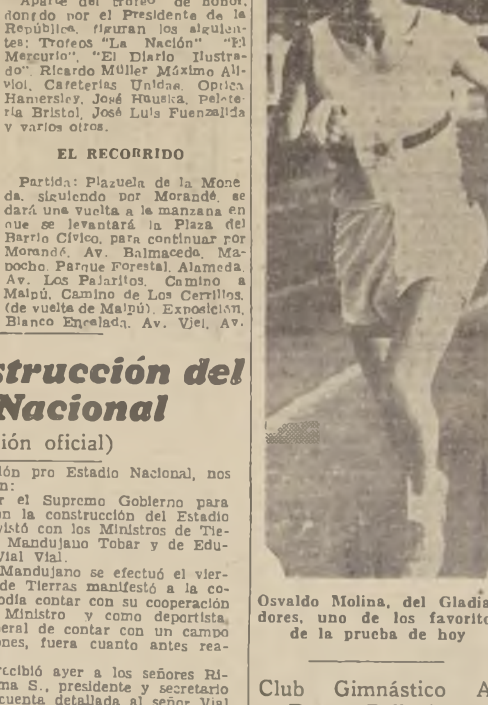 Aparte del trofeo de honor,
donrdo por el Presidente de la
República, figuran los siguien-
tes: Trofeos "La Nación" "El
Mercurio", "El Diario Ilustra-
do". Ricardo Müller Máximo Ali-
viol, Cafeterías Unidas, Optica
Hamersley, José Hauska, Pelete-
ría Bristol, José Luis Fuenzalida
y varios otros.
EL RECORRIDO
Partida: Plazuela de la Mone
da, siguiendo por Morandé, se
dará una vuelta a la manzana en
que se levantará la Plaza del
Barrio Cívico, para continuar por
Morandé, Av. Balmaceda, Ma-
pocho, Parque Forestal, Alameda,
Av. Los Pajaritos, Camino a
Maipú, Camino de Los Cerrillos,
(de vuelta de Maipú), Exposición,
Blanco Encalada, Av. Viel, Av.
strucción del
Nacional
ión oficial)
ión pro Estadio Nacional, nos
n:
r el Supremo Gobierno para
on la construcción del Estadio
vistó con los Ministros de Tie-
Mandujano Tobar y de Edu-
Vial Vial.
Mandujano se efectuó el vier-
de Tierras manifestó a la co-
odía contar con su cooperación
Ministro y como deportista,
eral de contar con un campo
ones, fuera cuanto antes rea-
recibió ayer a los señores Ri-
ma S., presidente y secretario
cuenta detallada al señor Vial
Osvaldo Molina, del Gladia
dores, uno de los favorito
de la prueba de hoy
Club Gimnástico A